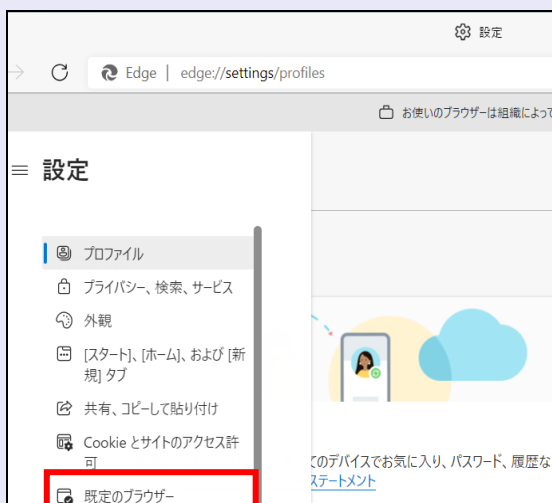 設定
Edge | edge://settings/profiles
お使いのブラウザーは組織によって
設定
プロファイル
プライバシー、検索、サービス
外観
[スタート]、[ホーム]、および [新
規] タブ
共有、コピーして貼り付け
Cookie とサイトのアクセス許
可
既定のブラウザー
てのデバイスでお気に入り、パスワード、履歴な
ステートメント